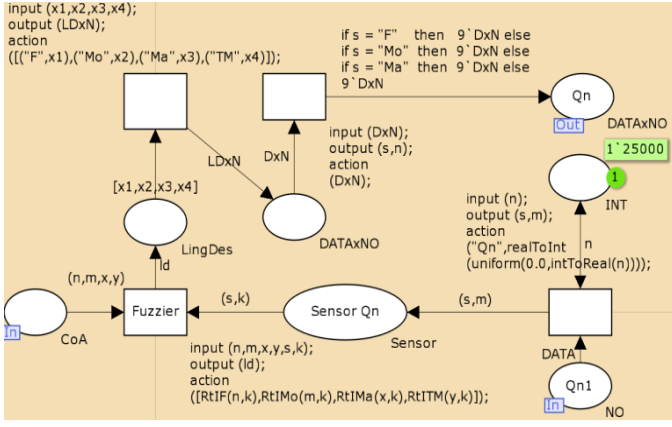 input (x1,x2,x3,x4);
output (LDxN);
action
([("F",x1),("Mo",x2),("Ma",x3),("TM",x4)]);
if s = "F" then 9`DxN else
if s = "Mo" then 9`DxN else
if s = "Ma" then 9`DxN else
9`DxN
Qn
Out
DATAxNO
1`25000
1
INT
input (DxN);
output (s,n);
action
(DxN);
LDxN
DxN
DATAxNO
[x1,x2,x3,x4]
LingDes
ld
input (n);
output (s,m);
action
("Qn",realToInt
(uniform(0.0,intToReal(n))));
n
(n,m,x,y)
In
CoA
Fuzzier
(s,k)
Sensor Qn
Sensor
(s,m)
input (n,m,x,y,s,k);
output (ld);
action
([RtIF(n,k),RtIMo(m,k),RtIMa(x,k),RtITM(y,k)]);
DATA
Qn1
In
NO